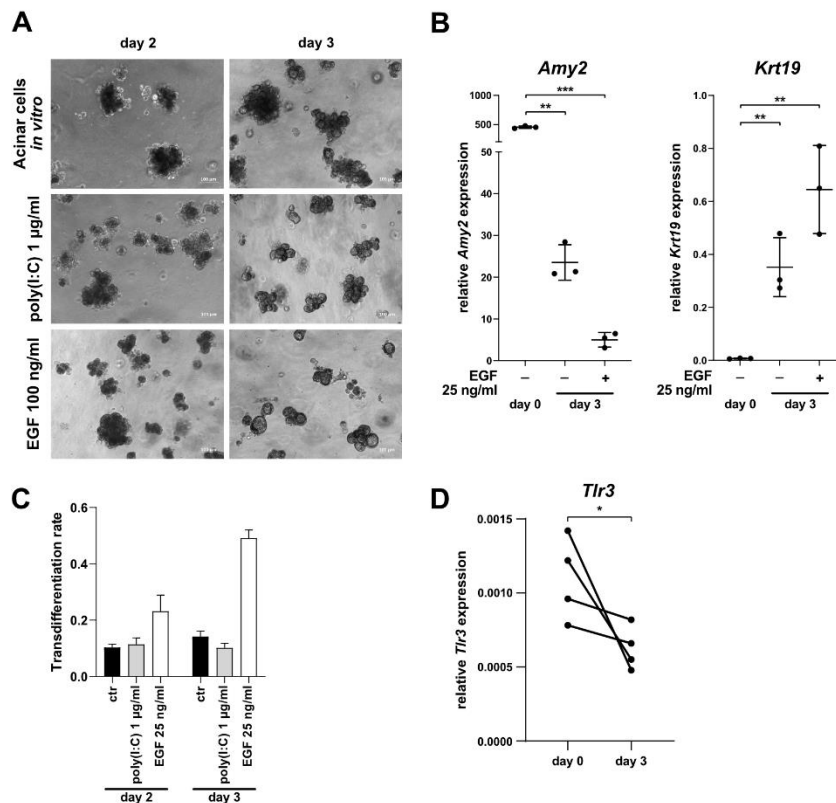 A
day 2
day 3
Acinar cells
in vitro
poly(I:C) 1 µg/ml
EGF 100 ng/ml
B
Amy2
relative Amy2 expression
1000
500
50
40
30
20
10
0
***
**
EGF
25 ng/ml
– – +
day 0 day 3
Krt19
relative Krt19 expression
1.0
0.8
0.6
0.4
0.2
0.0
**
**
EGF
25 ng/ml
– – +
day 0 day 3
C
Transdifferentiation rate
0.6
0.4
0.2
0.0
ctr
poly(I:C) 1 µg/ml
EGF 25 ng/ml
ctr
poly(I:C) 1 µg/ml
EGF 25 ng/ml
day 2 day 3
D
Tlr3
relative Tlr3 expression
0.0015
0.0010
0.0005
0.0000
*
day 0 day 3